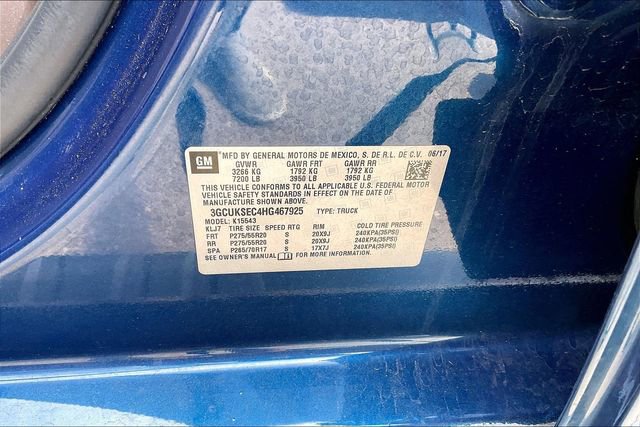 GM MFD BY GENERAL MOTORS DE MEXICO, S. DE R.L. DE C.V. 06/17
GVWR GAWR FRT GAWR RR
3266 KG 1792 KG 1792 KG
7200 LB 3950 LB 3950 LB
THIS VEHICLE CONFORMS TO ALL APPLICABLE U.S. FEDERAL MOTOR
VEHICLE SAFETY STANDARDS IN EFFECT ON THE DATE OF
MANUFACTURE SHOWN ABOVE.
3GCUKSEC4HG467925 TYPE: TRUCK
MODEL: K15543
KLJ7 TIRE SIZE SPEED RTG RIM COLD TIRE PRESSURE
FRT P275/55R20 S 20X9J 240KPA(35PSI)
RR P275/55R20 S 20X9J 240KPA(35PSI)
SPA P265/70R17 S 17X7J 240KPA(35PSI)
SEE OWNER'S MANUAL FOR MORE INFORMATION.